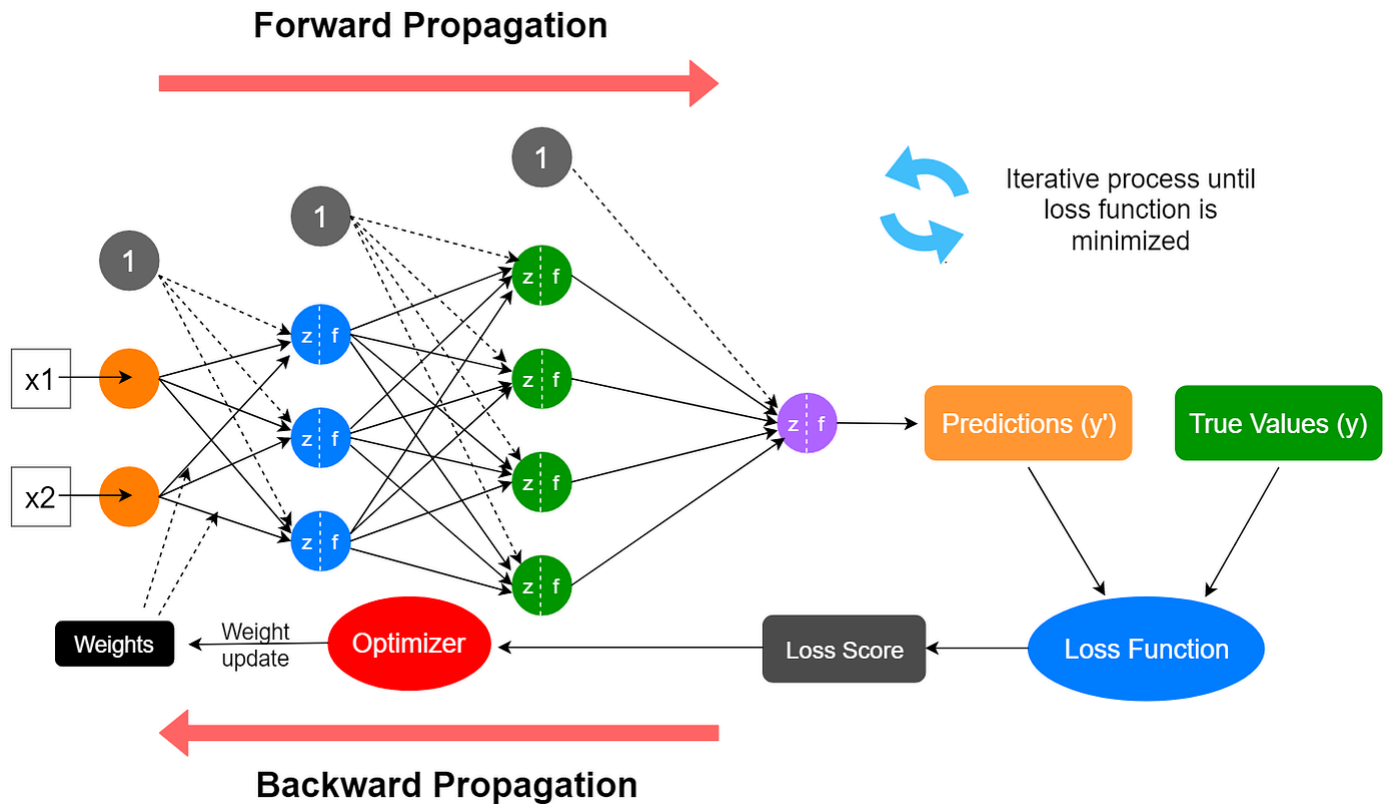 Forward Propagation
1
1
1
Iterative process until
loss function is
minimized
z f
z f
z f
z f
z f
z f
z f
z f
x1
x2
Predictions (y')
True Values (y)
Weights
Weight
update
Optimizer
Loss Score
Loss Function
Backward Propagation